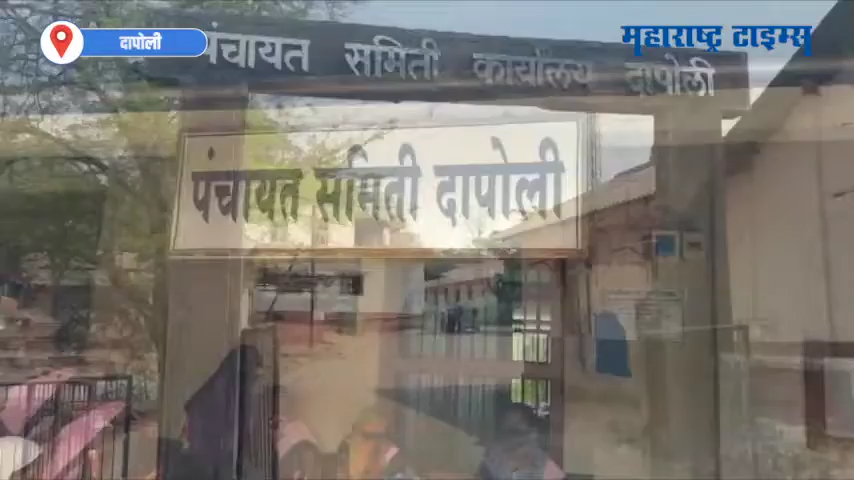 दापोली
महाराष्ट्र टाइम्स
पंचायत समिती कार्यालय दापोली
पंचायत समिती दापोली